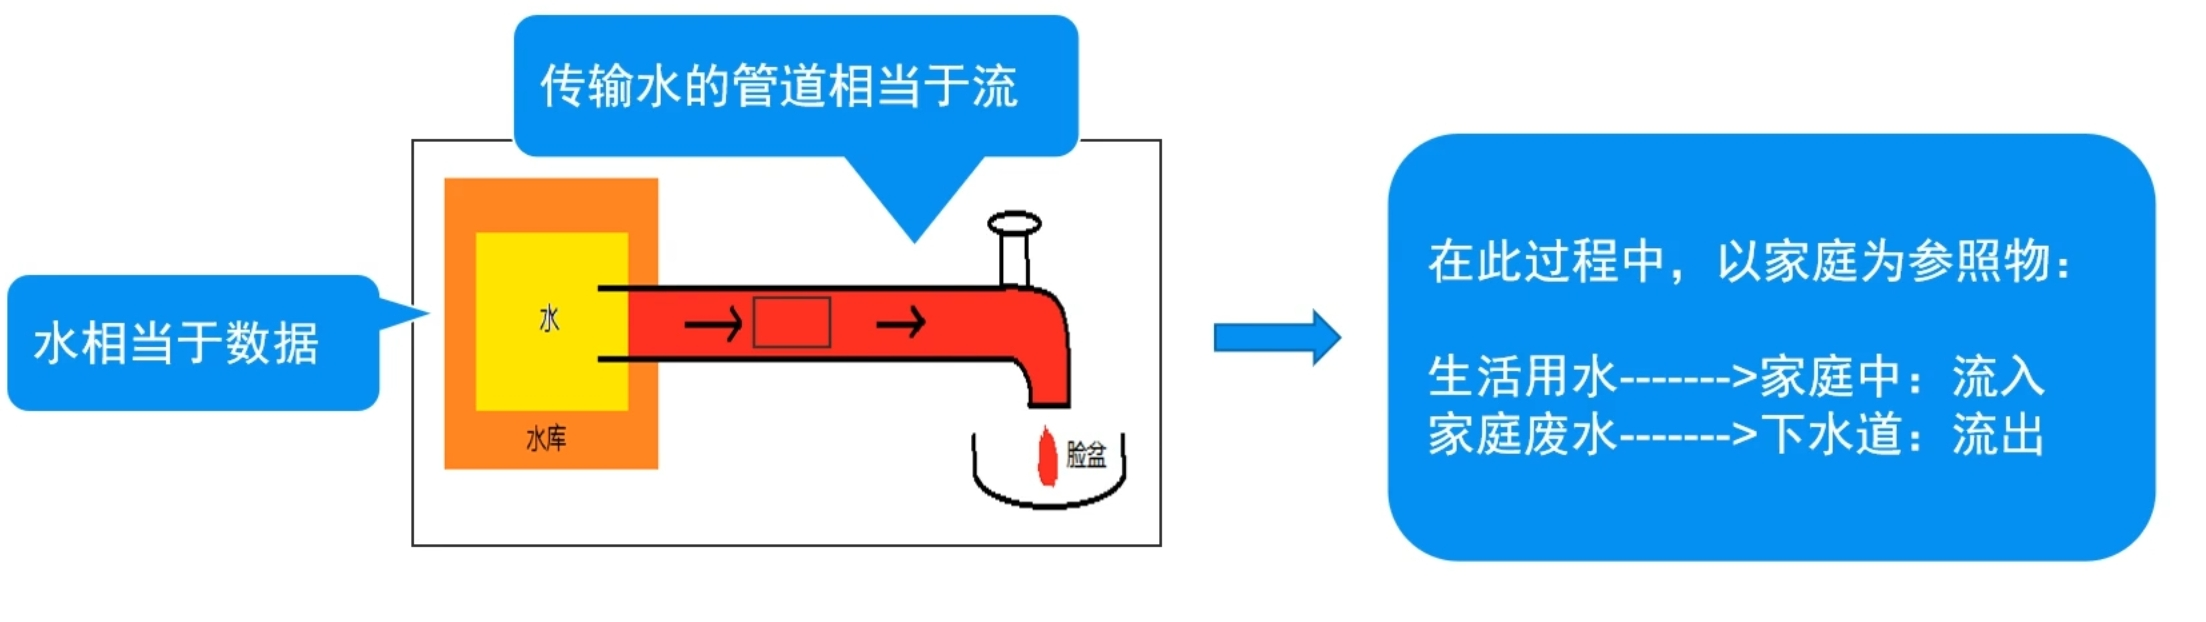 传输水的管道相当于流
水相当于数据
水
水库
脸盆
在此过程中，以家庭为参照物：
生活用水------->家庭中：流入
家庭废水------->下水道：流出